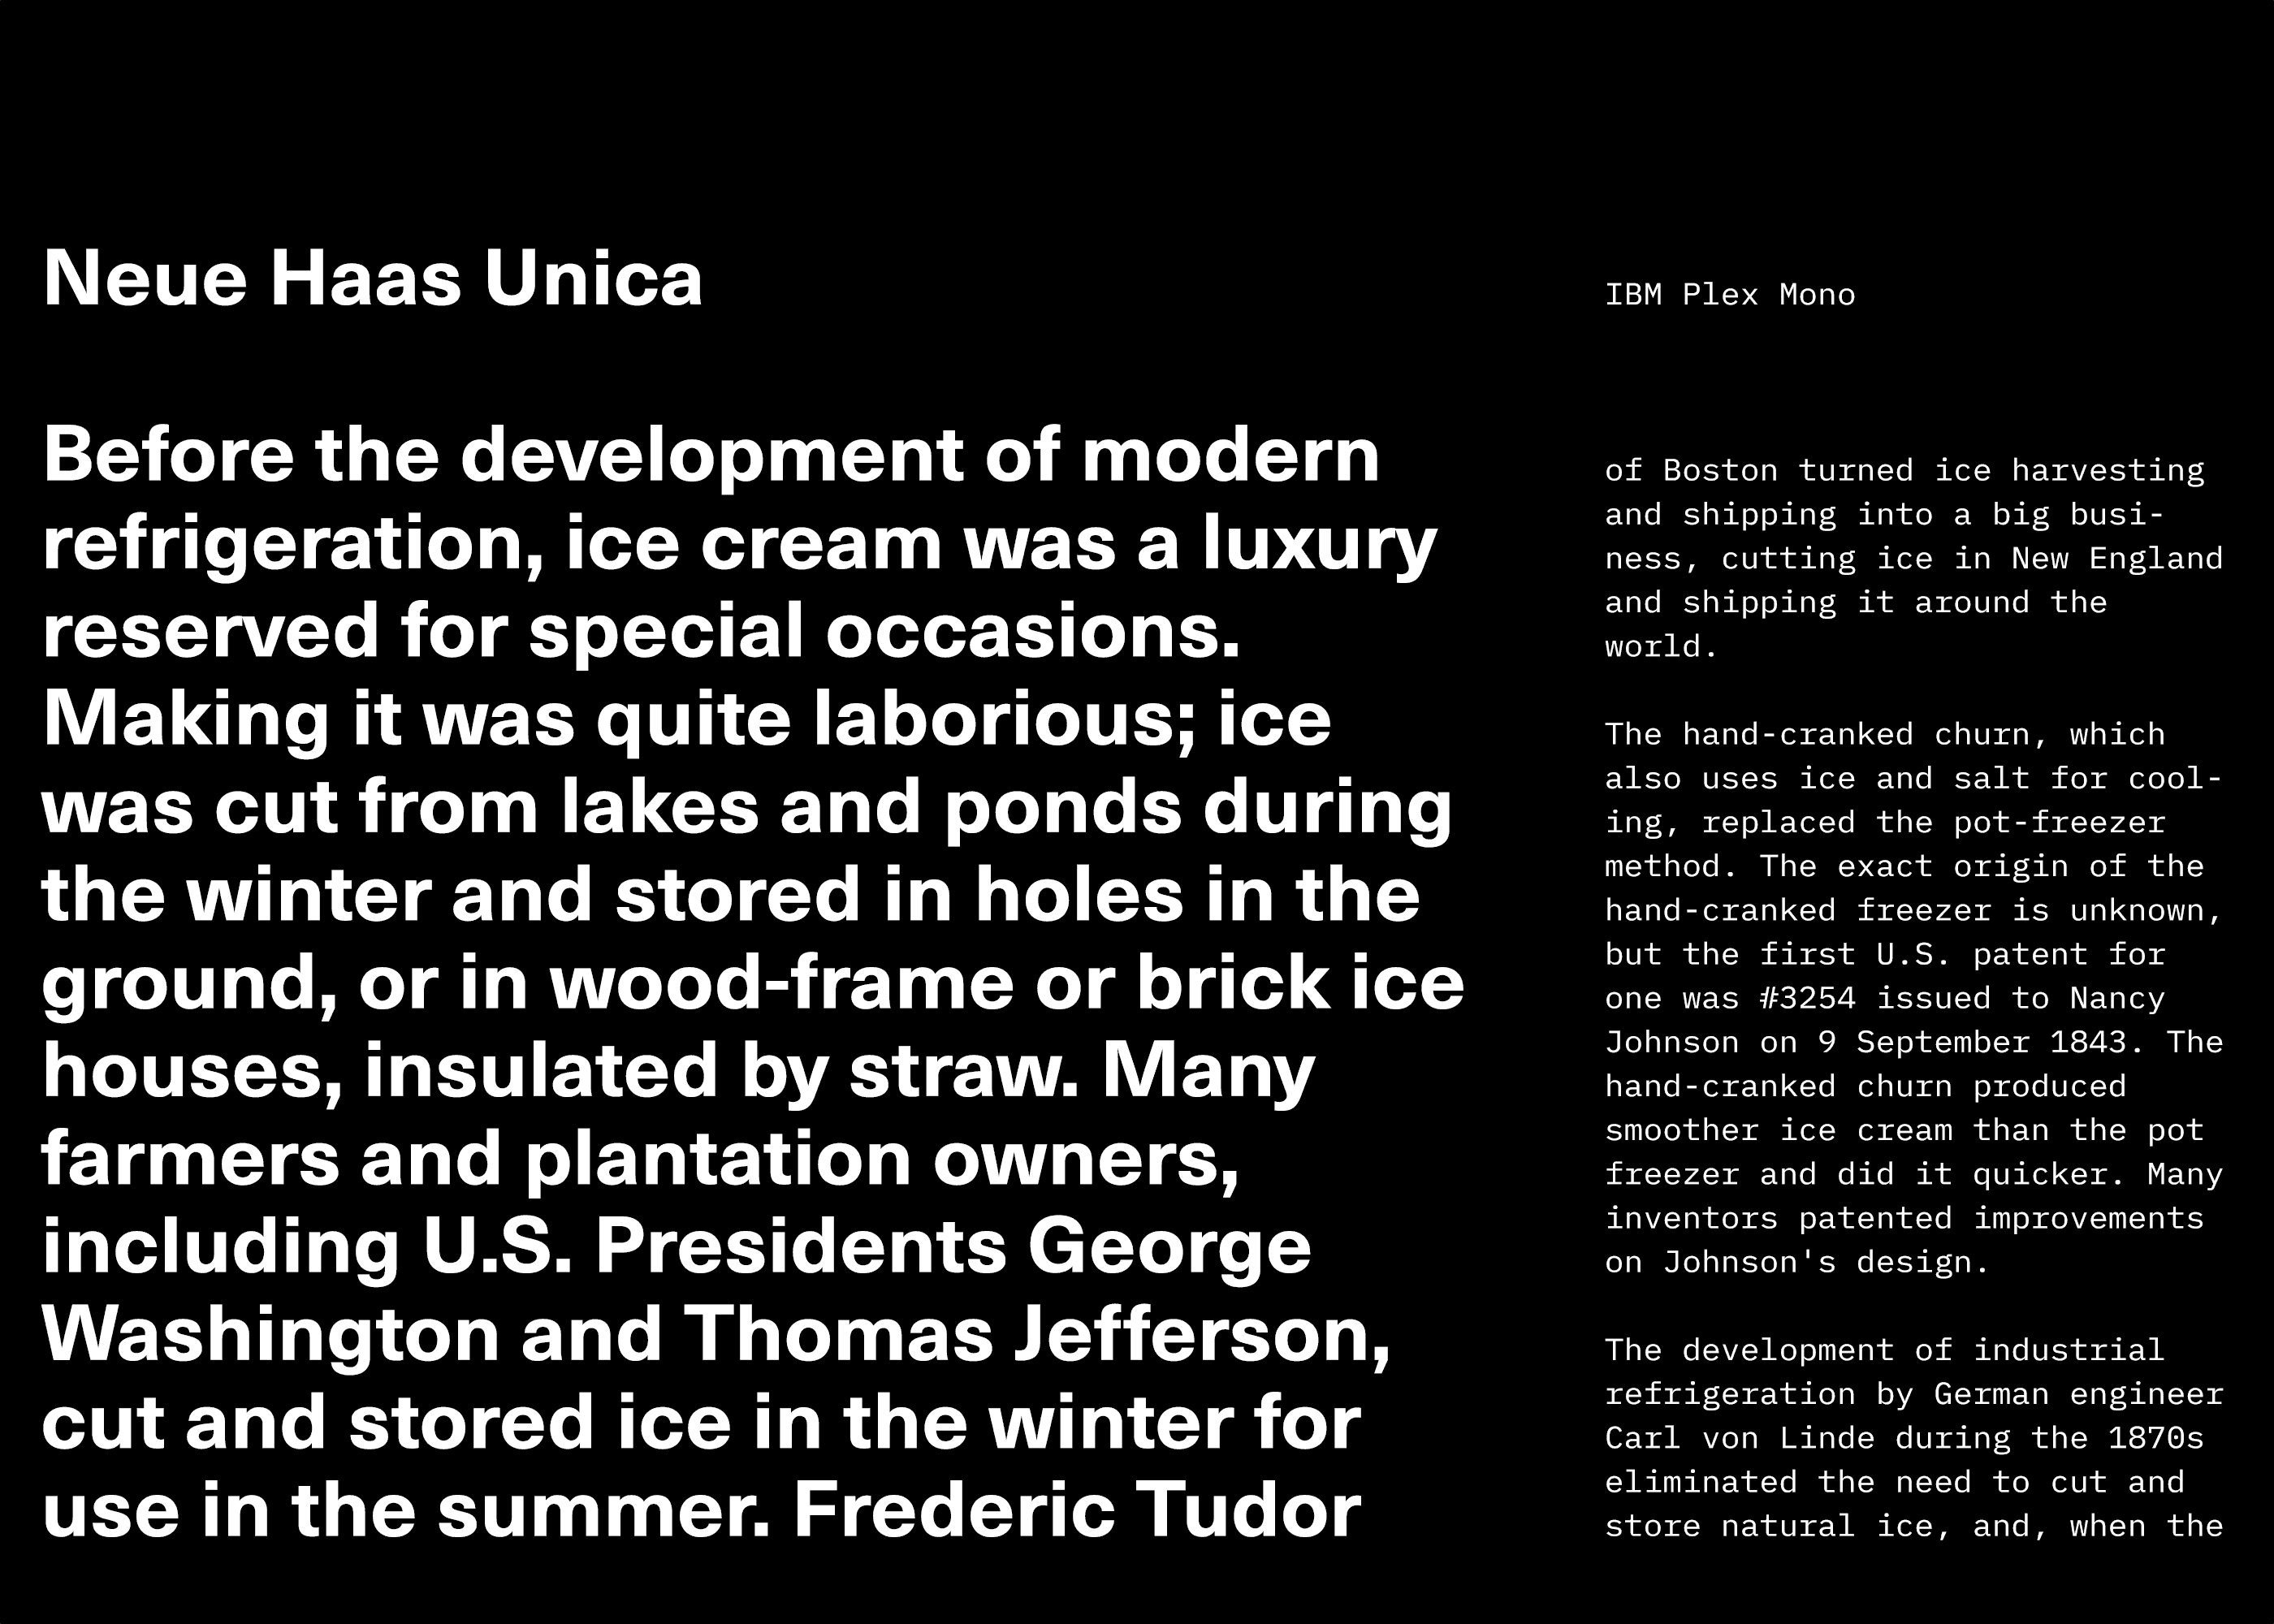 Neue Haas Unica
Before the development of modern
refrigeration, ice cream was a luxury
reserved for special occasions.
Making it was quite laborious; ice
was cut from lakes and ponds during
the winter and stored in holes in the
ground, or in wood-frame or brick ice
houses, insulated by straw. Many
farmers and plantation owners,
including U.S. Presidents George
Washington and Thomas Jefferson,
cut and stored ice in the winter for
use in the summer. Frederic Tudor
IBM Plex Mono
of Boston turned ice harvesting
and shipping into a big busi-
ness, cutting ice in New England
and shipping it around the
world.
The hand-cranked churn, which
also uses ice and salt for cool-
ing, replaced the pot-freezer
method. The exact origin of the
hand-cranked freezer is unknown,
but the first U.S. patent for
one was #3254 issued to Nancy
Johnson on 9 September 1843. The
hand-cranked churn produced
smoother ice cream than the pot
freezer and did it quicker. Many
inventors patented improvements
on Johnson's design.
The development of industrial
refrigeration by German engineer
Carl von Linde during the 1870s
eliminated the need to cut and
store natural ice, and, when the